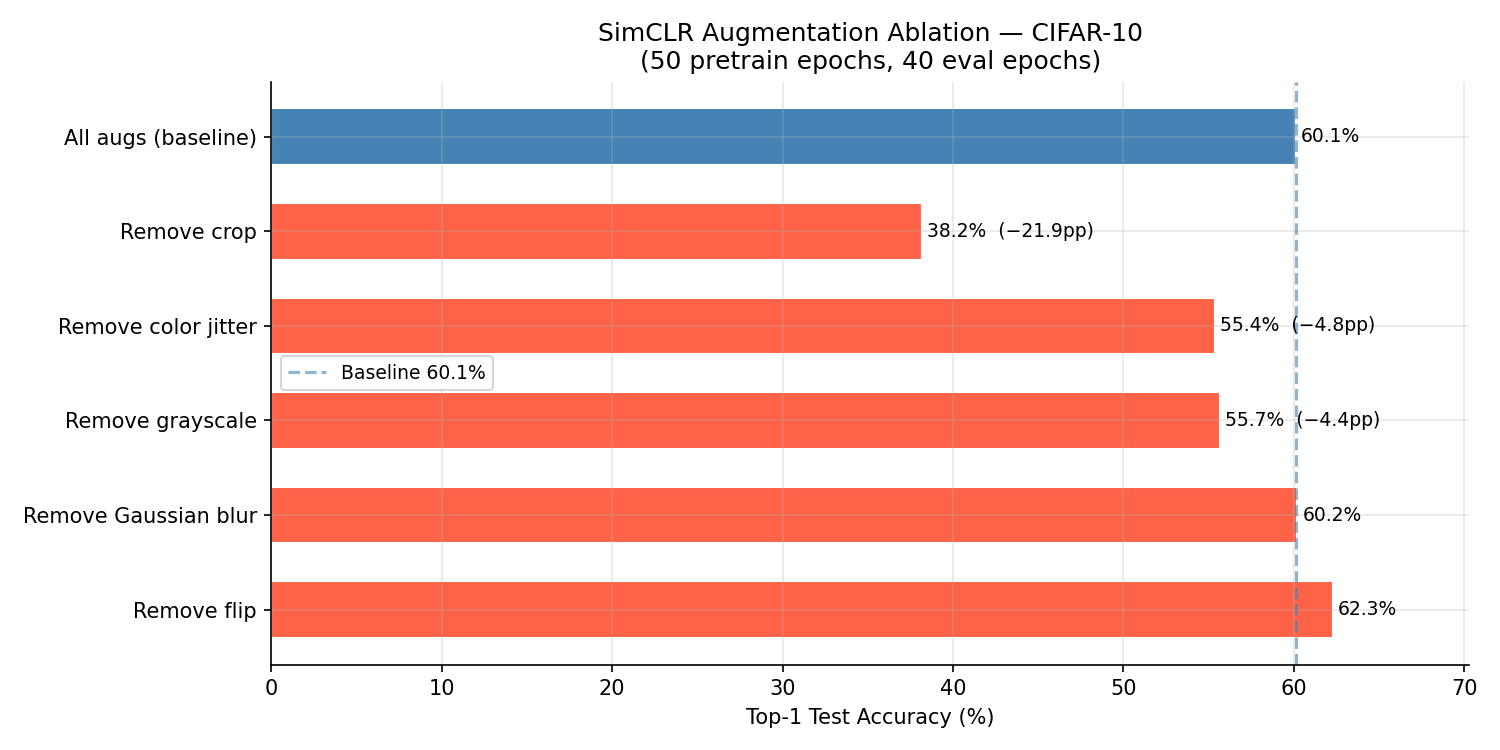 SimCLR Augmentation Ablation — CIFAR-10
(50 pretrain epochs, 40 eval epochs)
All augs (baseline)
60.1%
Remove crop
38.2% (−21.9pp)
Remove color jitter
55.4% (−4.8pp)
Baseline 60.1%
Remove grayscale
55.7% (−4.4pp)
Remove Gaussian blur
60.2%
Remove flip
62.3%
0 10 20 30 40 50 60 70
Top-1 Test Accuracy (%)